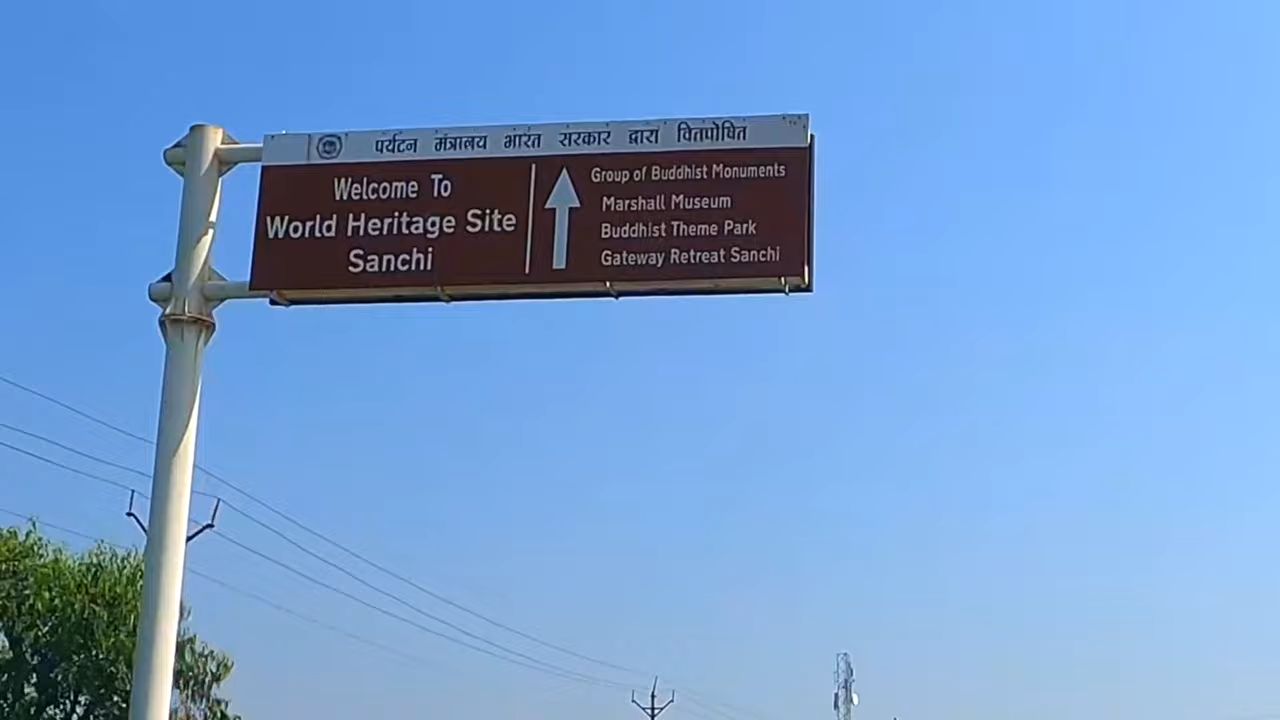 पर्यटन मंत्रालय भारत सरकार द्वारा वितपोषित
Welcome To
World Heritage Site
Sanchi
Group of Buddhist Monuments
Marshall Museum
Buddhist Theme Park
Gateway Retreat Sanchi